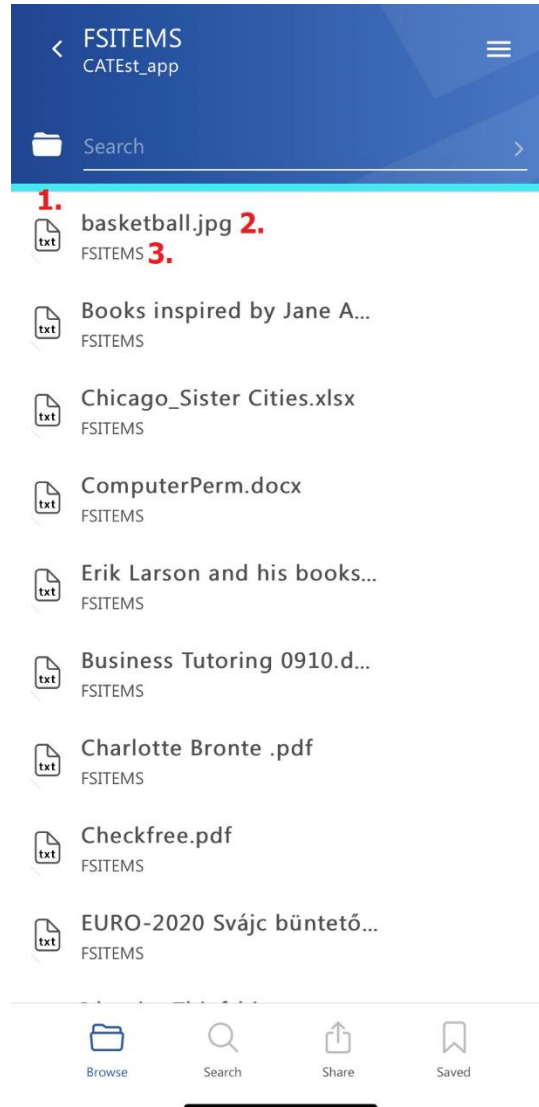 FSITEMS
CATEst_app
Search
1.
txt
basketball.jpg 2.
FSITEMS 3.
txt
Books inspired by Jane A...
FSITEMS
txt
Chicago_Sister Cities.xlsx
FSITEMS
txt
ComputerPerm.docx
FSITEMS
txt
Erik Larson and his books...
FSITEMS
txt
Business Tutoring 0910.d...
FSITEMS
txt
Charlotte Bronte .pdf
FSITEMS
txt
Checkfree.pdf
FSITEMS
txt
EURO-2020 Svájc büntető...
FSITEMS
Browse Search Share Saved